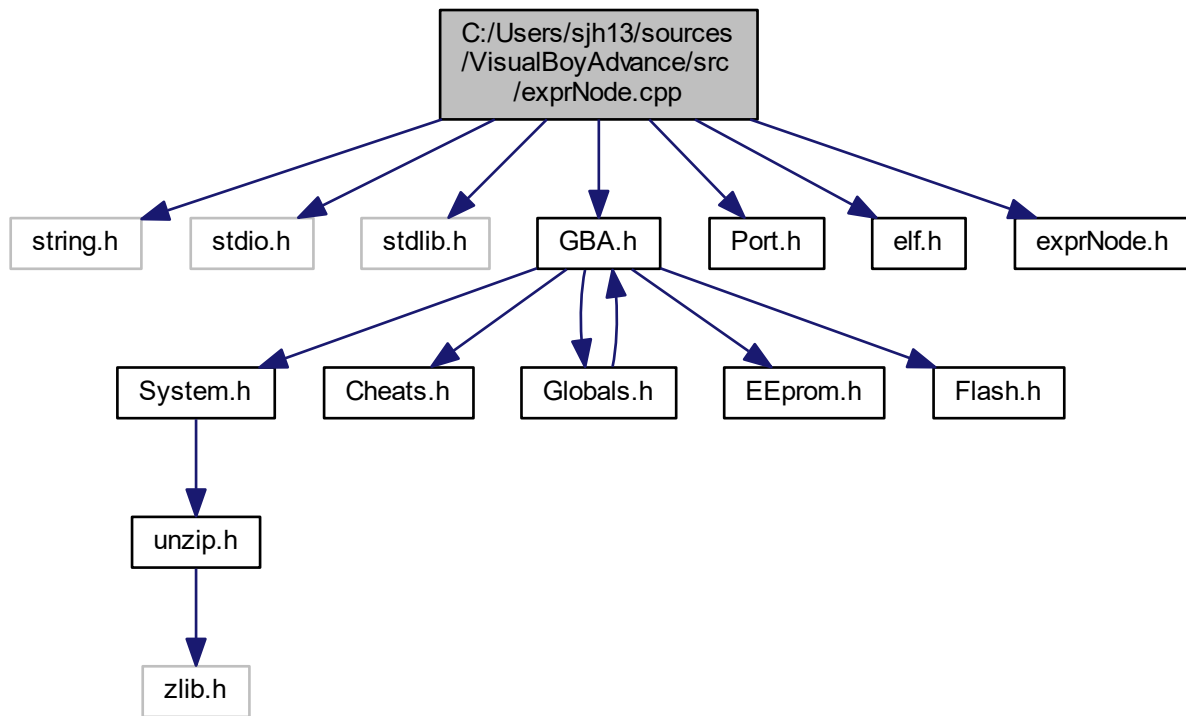 C:/Users/sjh13/sources
/VisualBoyAdvance/src
/exprNode.cpp
string.h
stdio.h
stdlib.h
GBA.h
Port.h
elf.h
exprNode.h
System.h
Cheats.h
Globals.h
EEprom.h
Flash.h
unzip.h
zlib.h